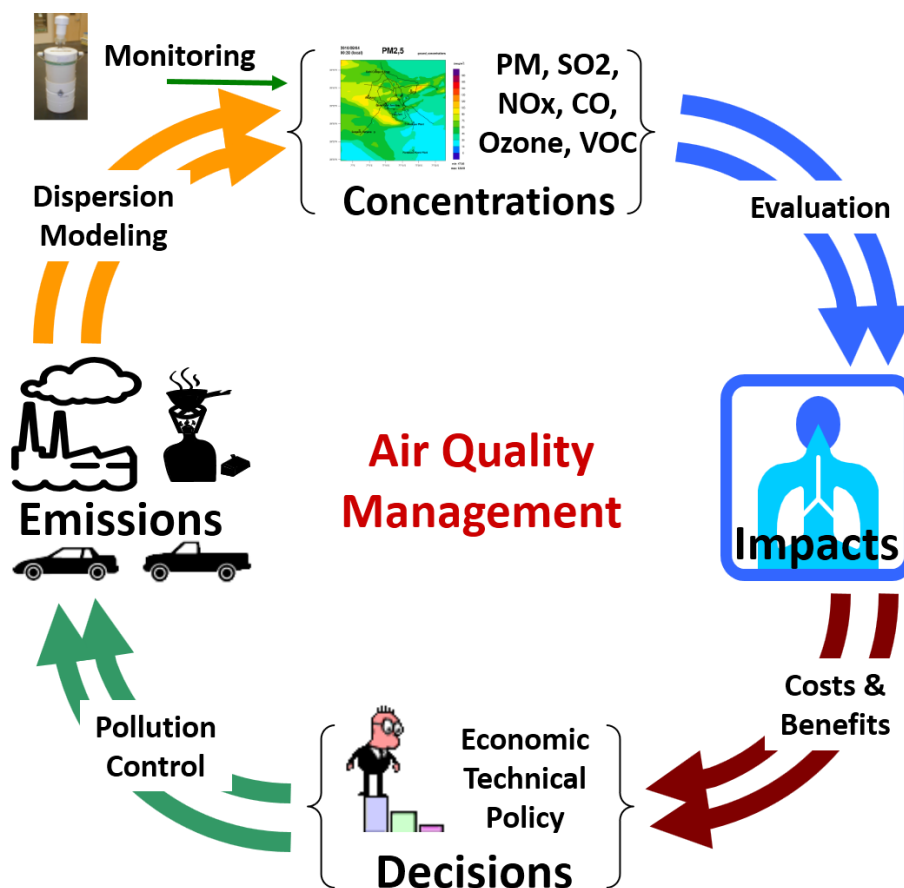 Monitoring
PM2,5
PM, SO2,
NOx, CO,
Ozone, VOC
Concentrations
Dispersion
Modeling
Evaluation
Air Quality
Management
Emissions
Impacts
Costs &
Benefits
Pollution
Control
Economic
Technical
Policy
Decisions